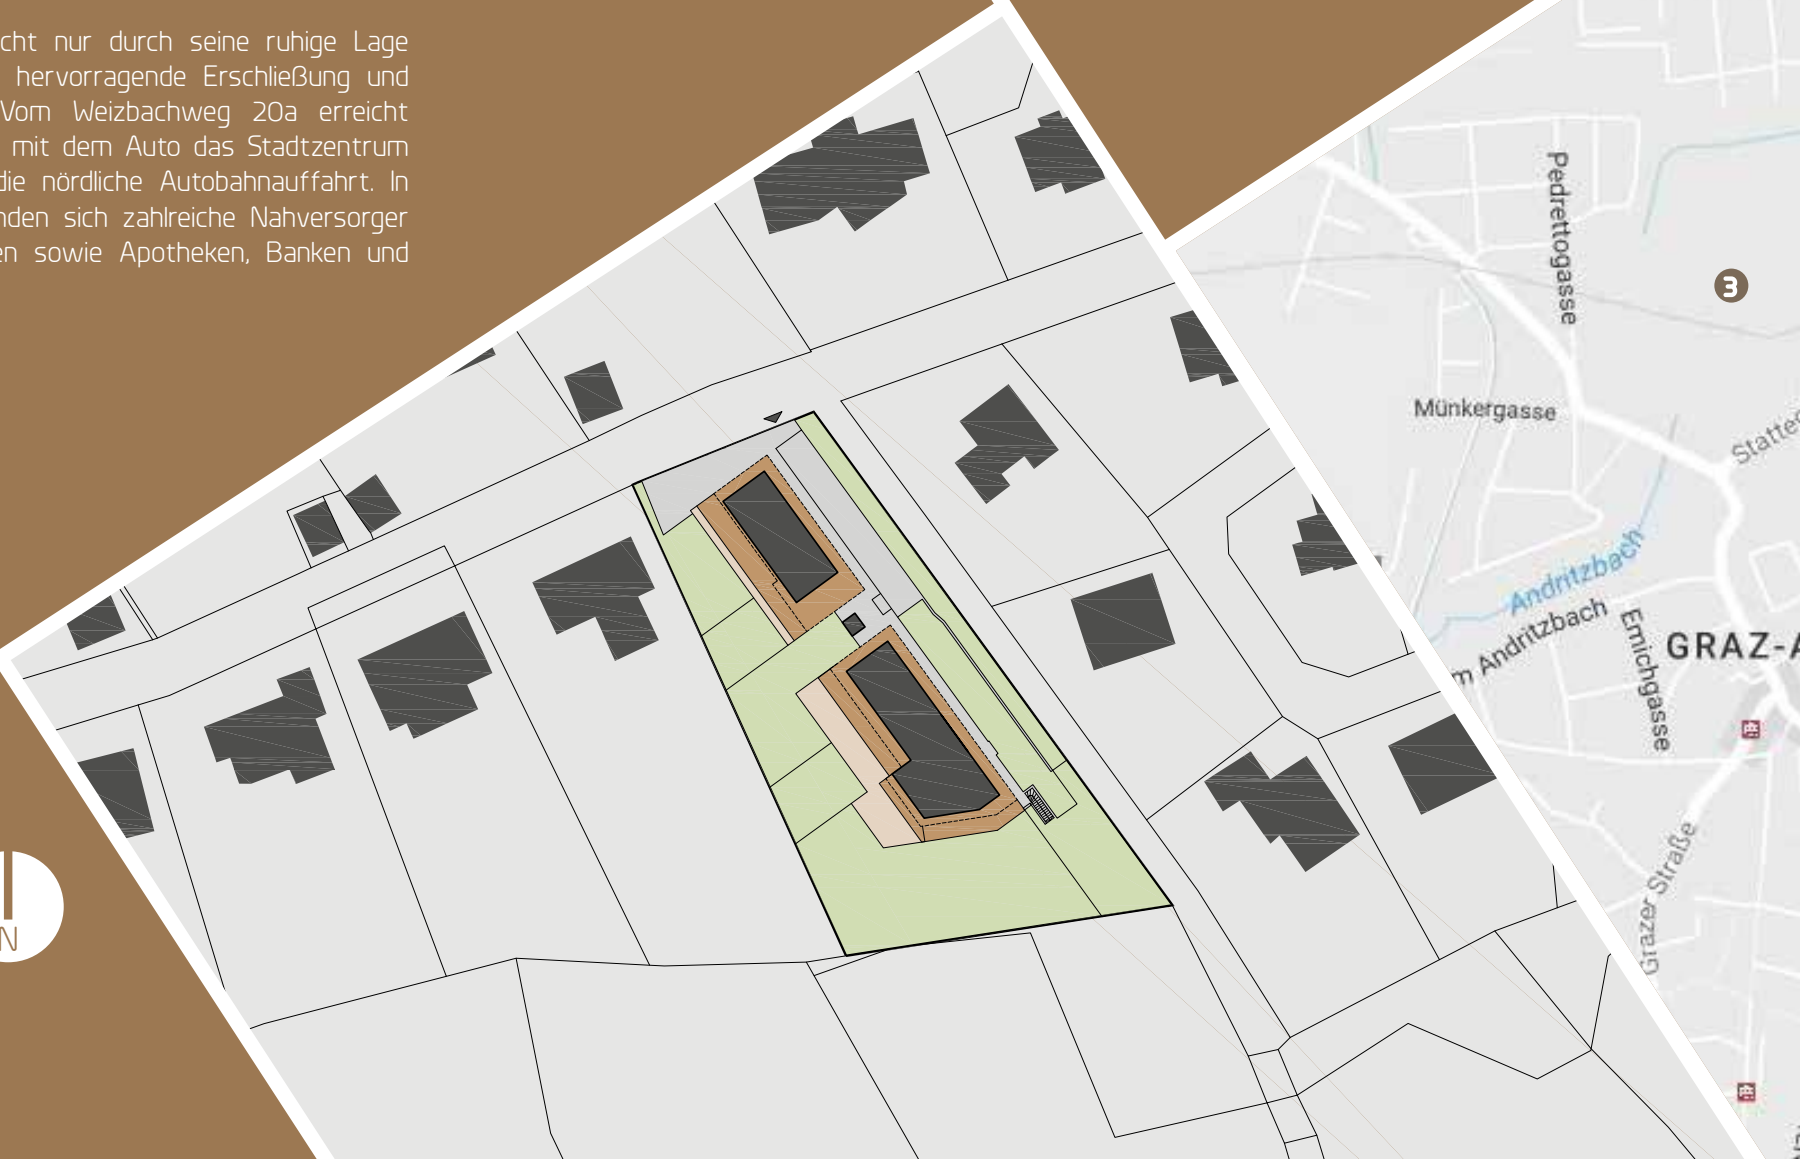 cht nur durch seine ruhige Lage
hervorragende Erschließung und
Vom Weizbachweg 20a erreicht
mit dem Auto das Stadtzentrum
die nördliche Autobahnauffahrt. In
nden sich zahlreiche Nahversorger
en sowie Apotheken, Banken und
Pedrettogasse
3
Münkergasse
Statte
Andritzbach
m Andritzbach
Emichgasse
GRAZ-A
Grazer Straße
N